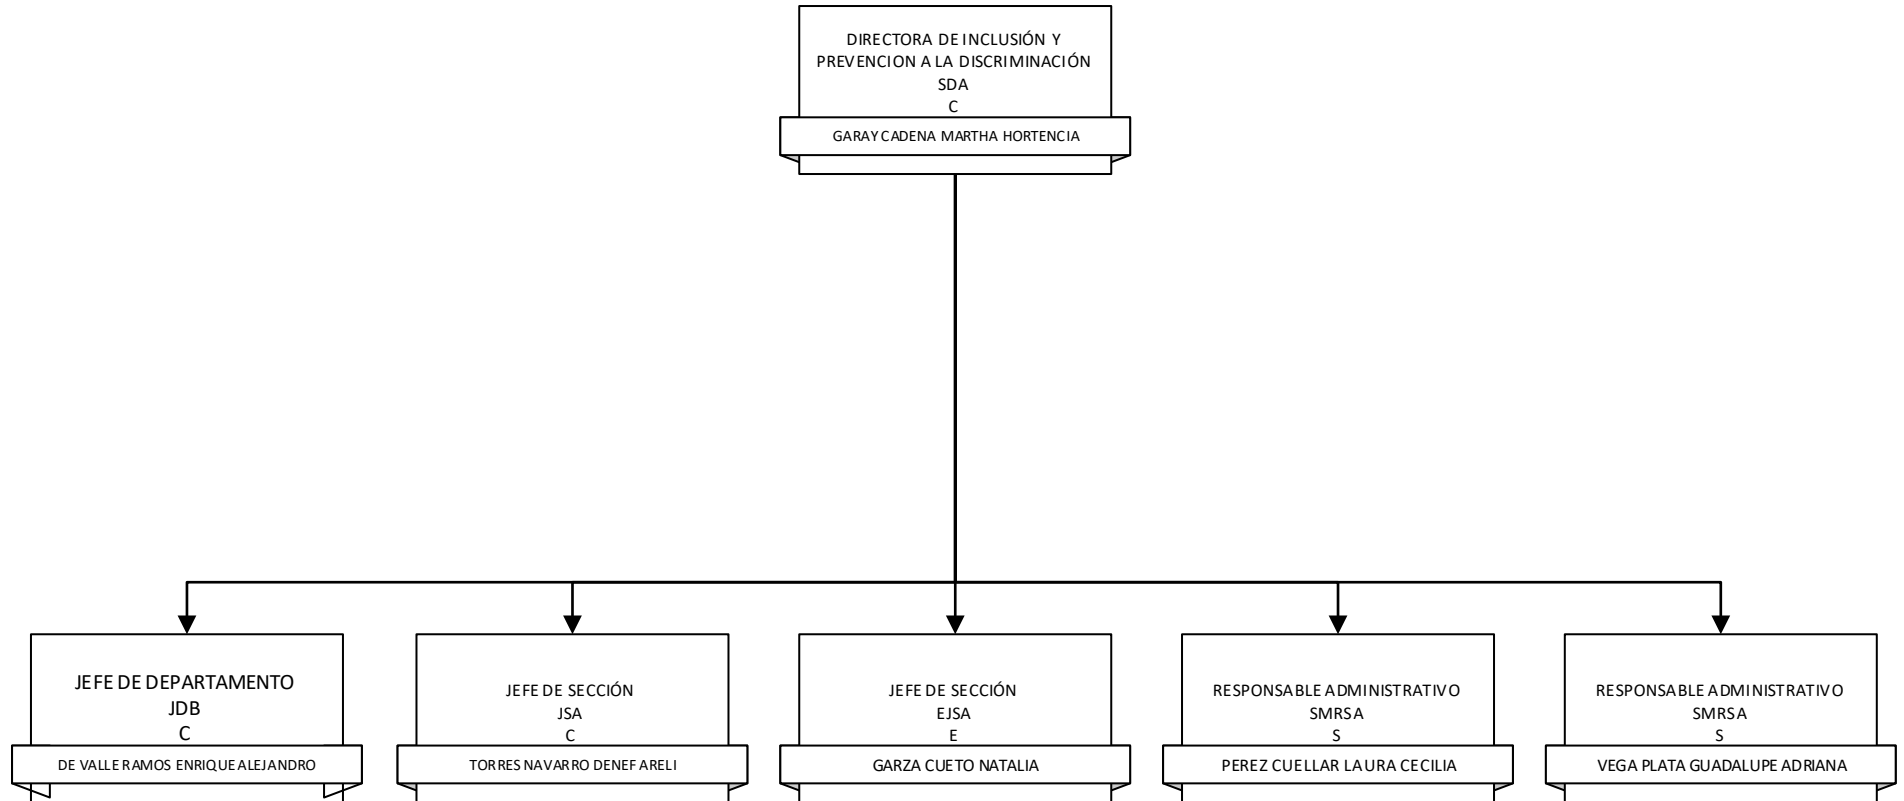 DIRECTORA DE INCLUSIÓN Y
PREVENCION A LA DISCRIMINACIÓN
SDA
C
GARAY CADENA MARTHA HORTENCIA
JEFE DE DEPARTAMENTO
JDB
C
DE VALLE RAMOS ENRIQUE ALEJANDRO
JEFE DE SECCIÓN
JSA
C
TORRES NAVARRO DENEF ARELI
JEFE DE SECCIÓN
EJSA
E
GARZA CUETO NATALIA
RESPONSABLE ADMINISTRATIVO
SMRSA
S
PEREZ CUELLAR LAURA CECILIA
RESPONSABLE ADMINISTRATIVO
SMRSA
S
VEGA PLATA GUADALUPE ADRIANA